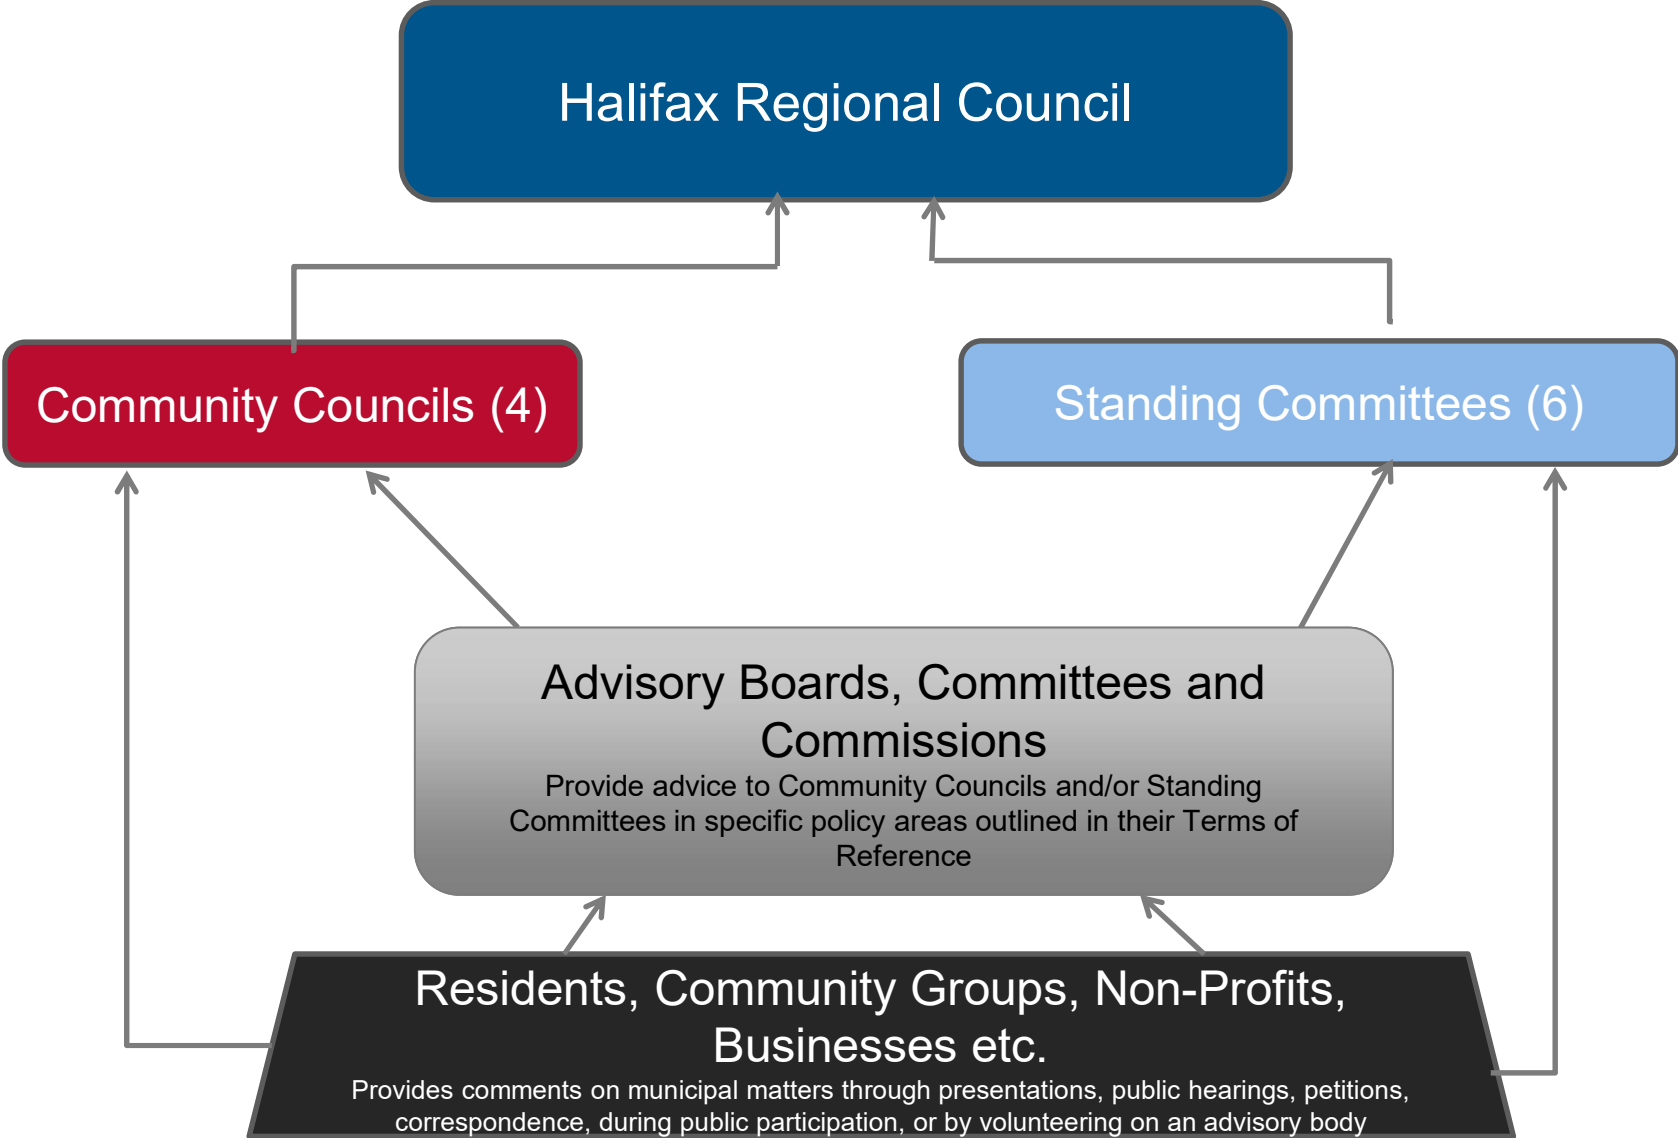 Halifax Regional Council
Community Councils (4)
Standing Committees (6)
Advisory Boards, Committees and
Commissions
Provide advice to Community Councils and/or Standing
Committees in specific policy areas outlined in their Terms of
Reference
Residents, Community Groups, Non-Profits,
Businesses etc.
Provides comments on municipal matters through presentations, public hearings, petitions,
correspondence, during public participation, or by volunteering on an advisory body